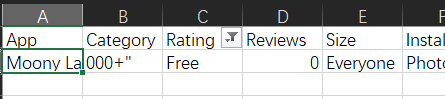 A B C D E
App Category Rating Reviews Size Instal
Moony La 000+" Free 0 Everyone Photo